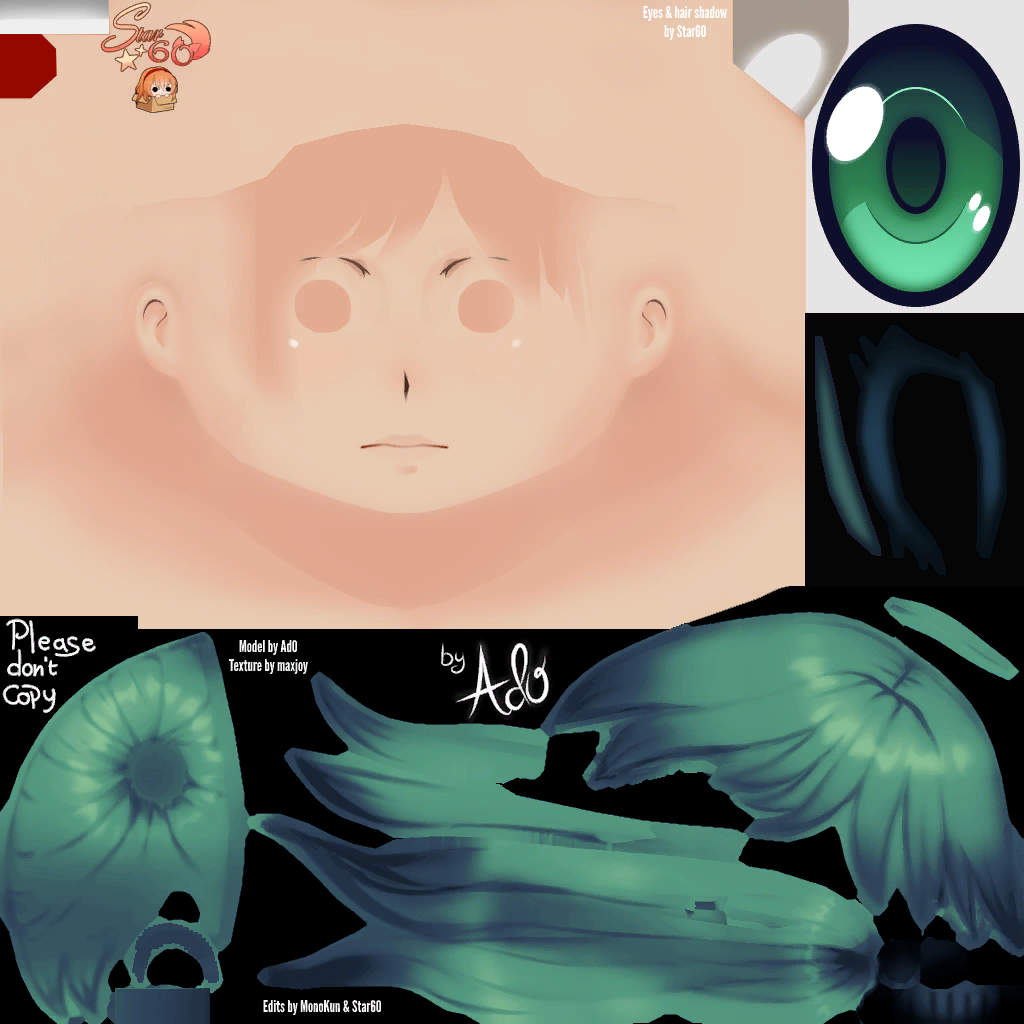 Star
60
Eyes & hair shadow
by Star60
Please
don't
copy
Model by Ad0
Texture by maxjoy
by
Ado
Edits by MonoKun & Star60